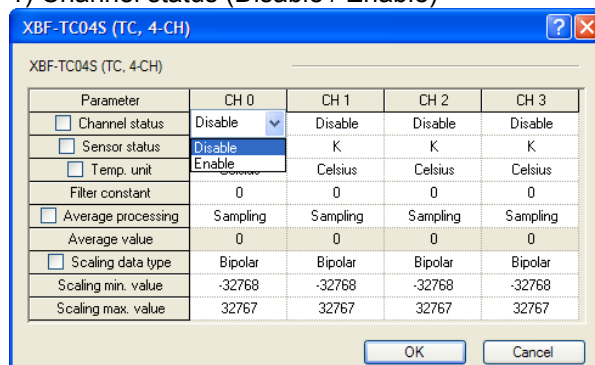 1) Channel status (Disable / Enable)
XBF-TC04S (TC, 4-CH)
XBF-TC04S (TC, 4-CH)
Parameter CH 0 CH 1 CH 2 CH 3
Channel status Disable Disable Disable Disable
Sensor status Disable K K K
Enable
Temp. unit Celsius Celsius Celsius Celsius
Filter constant 0 0 0 0
Average processing Sampling Sampling Sampling Sampling
Average value 0 0 0 0
Scaling data type Bipolar Bipolar Bipolar Bipolar
Scaling min. value -32768 -32768 -32768 -32768
Scaling max. value 32767 32767 32767 32767
OK Cancel